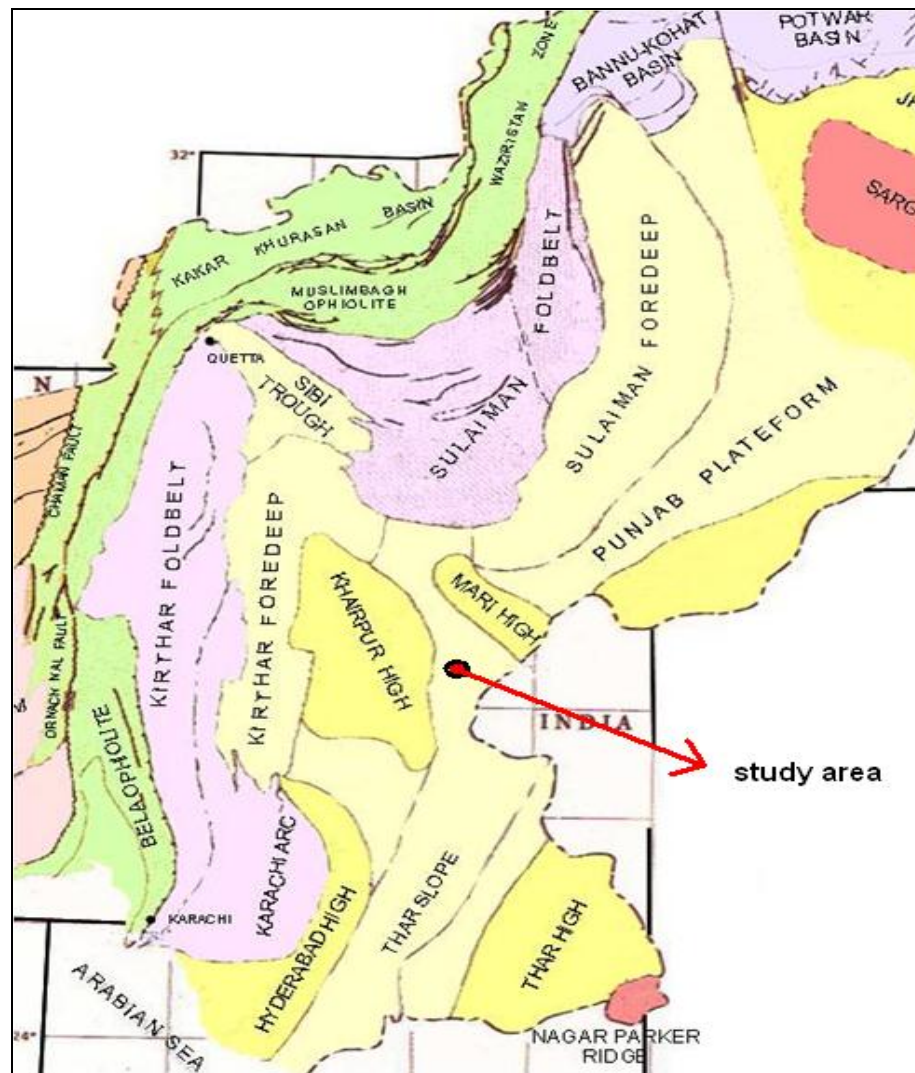 POTWAR
BASIN
BANNU-KOHAT
BASIN
ZONE
WAZIRISTAN
32°
SARG
KAKAR KHURASAN BASIN
MUSLIMBAGH
OPHIOLITE
FOLDBELT
SULAIMAN
SULAIMAN FOREDEEP
QUETTA
SIBI
TROUGH
N
PUNJAB PLATEFORM
CHAMAN FAULT
KIRTHAR FOLDBELT
KIRTHAR FOREDEEP
KHAIRPUR HIGH
MARI HIGH
ORNACH NAL FAULT
INDIA
study area
BELAOPHOLITE
KARACHI ARC
KARACHI
HYDERABAD HIGH
THAR SLOPE
THAR HIGH
ARABIAN SEA
24°
NAGAR PARKER
RIDGE